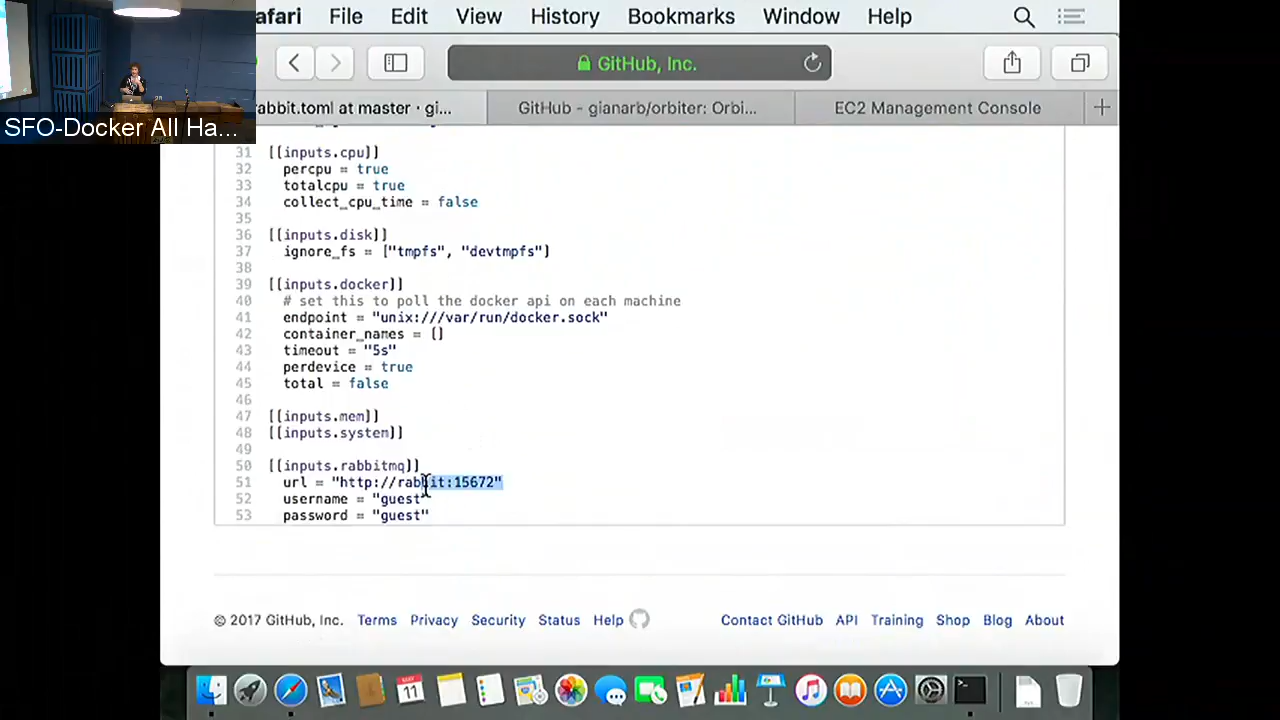 afari File Edit View History Bookmarks Window Help
GitHub, Inc.
rabbit.toml at master · gi... GitHub - gianarb/orbiter: Orbi... EC2 Management Console
SFO-Docker All Ha...
31 [[inputs.cpu]]
32 percpu = true
33 totalcpu = true
34 collect_cpu_time = false
35
36 [[inputs.disk]]
37 ignore_fs = ["tmpfs", "devtmpfs"]
38
39 [[inputs.docker]]
40 # set this to poll the docker api on each machine
41 endpoint = "unix:///var/run/docker.sock"
42 container_names = []
43 timeout = "5s"
44 perdevice = true
45 total = false
46
47 [[inputs.mem]]
48 [[inputs.system]]
49
50 [[inputs.rabbitmq]]
51 url = "http://rabbit:15672"
52 username = "guest"
53 password = "guest"
© 2017 GitHub, Inc. Terms Privacy Security Status Help Contact GitHub API Training Shop Blog About
11